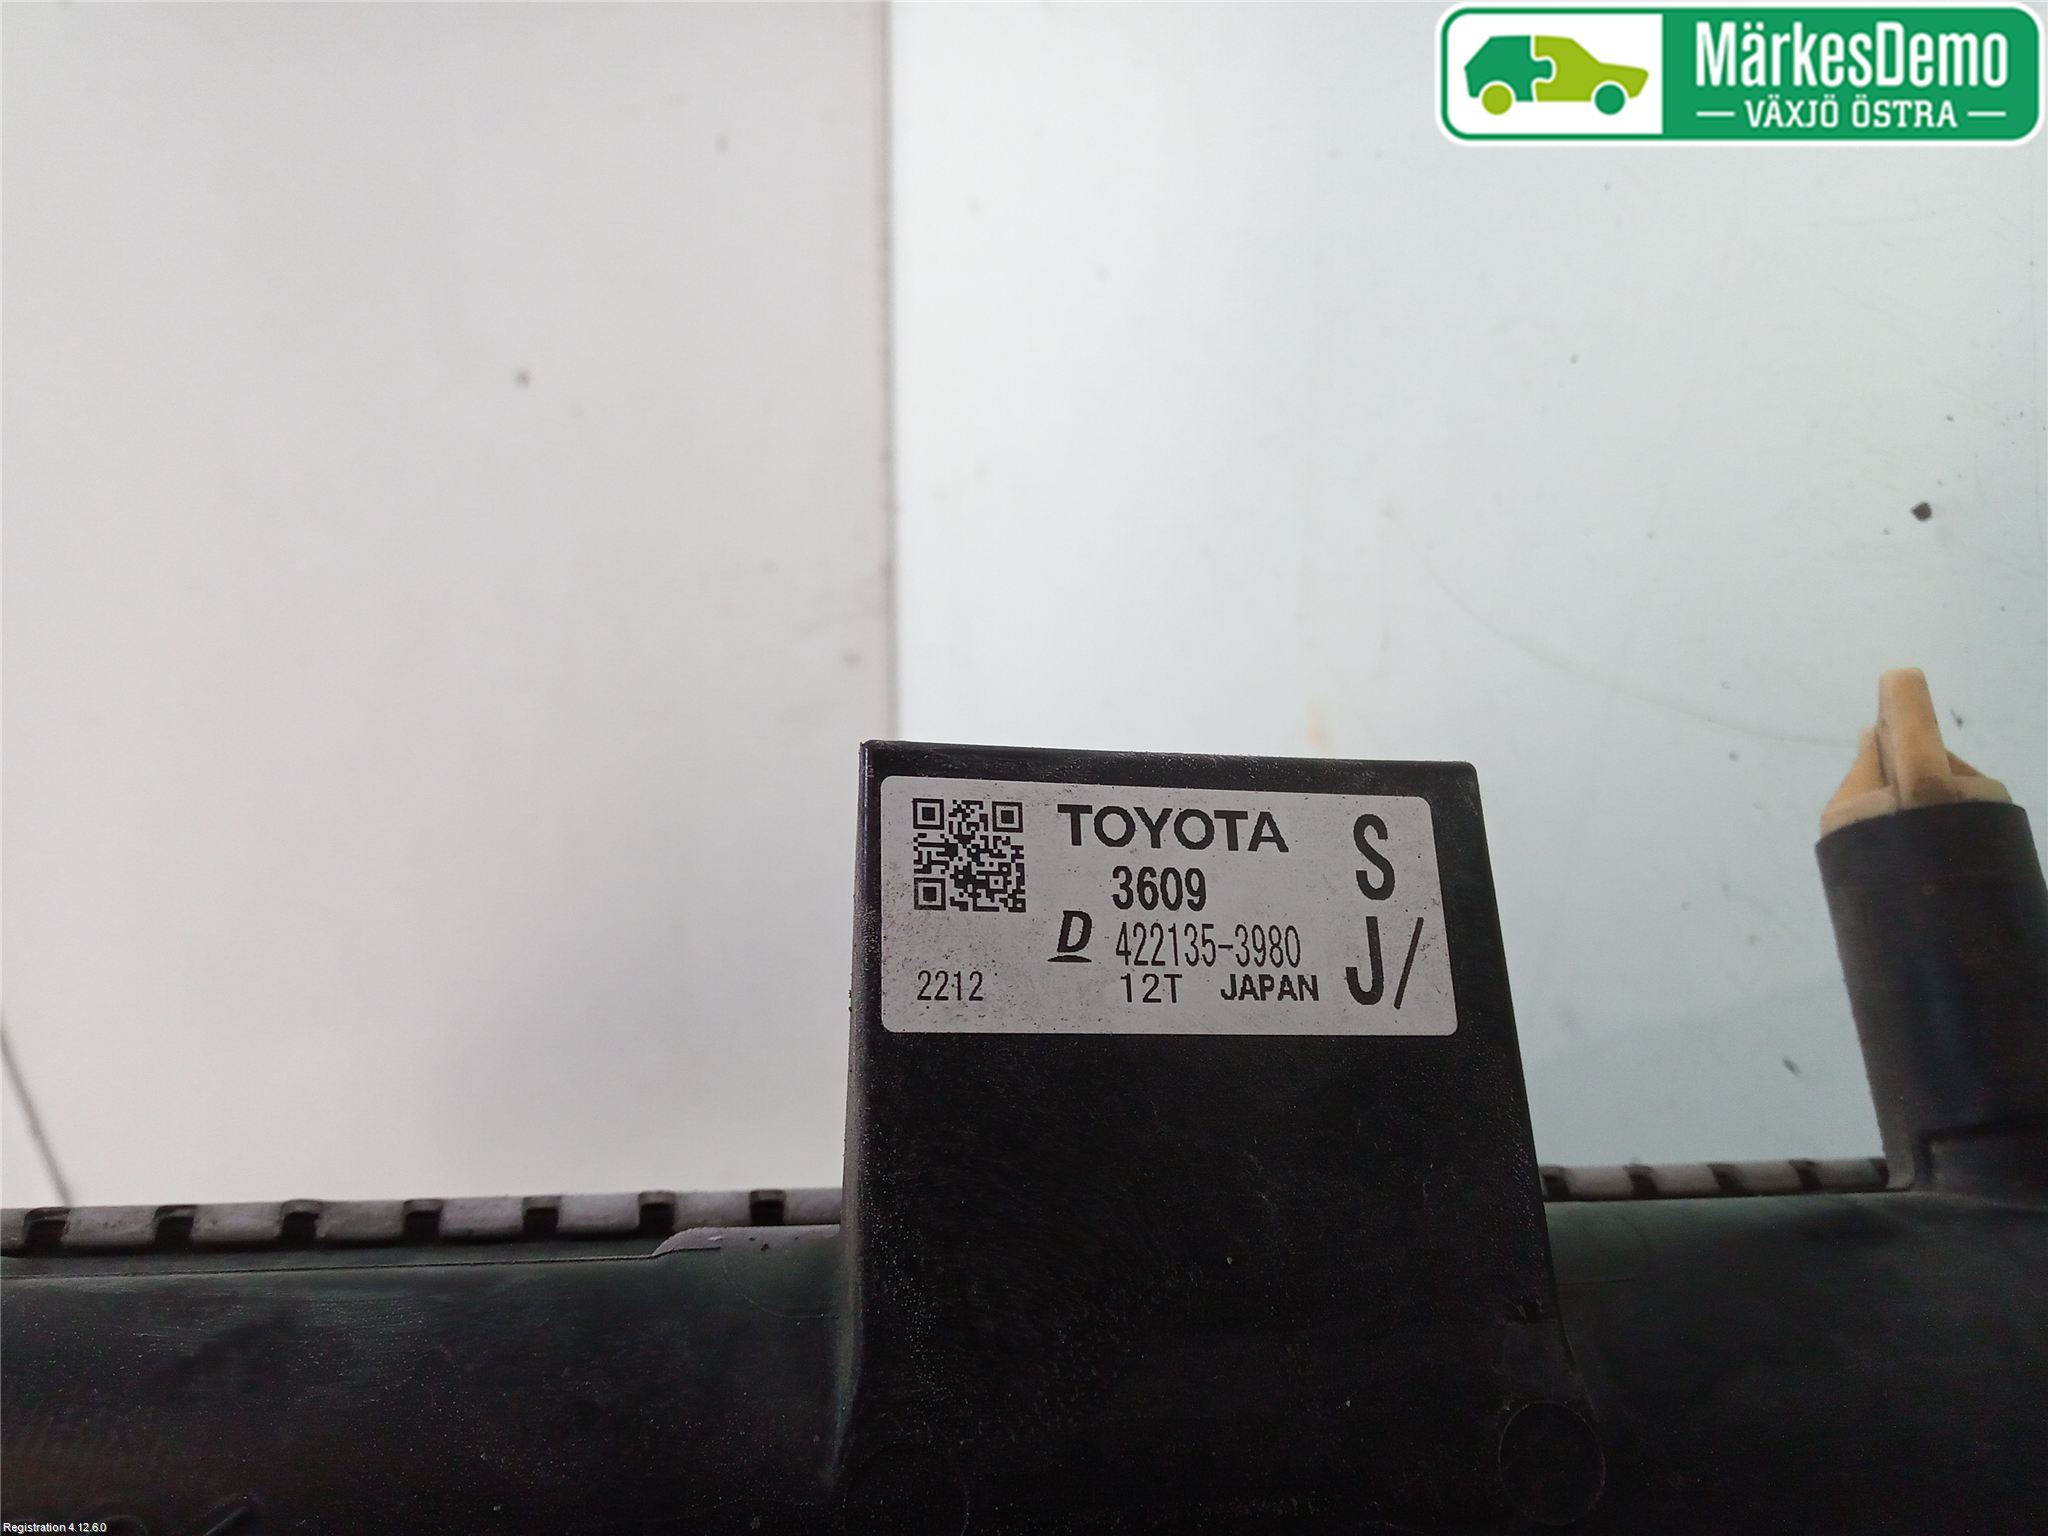 MärkesDemo
VÄXJÖ ÖSTRA
TOYOTA S
3609
D 422135-3980 J/
2212 12T JAPAN
Registration 4.12.6.0